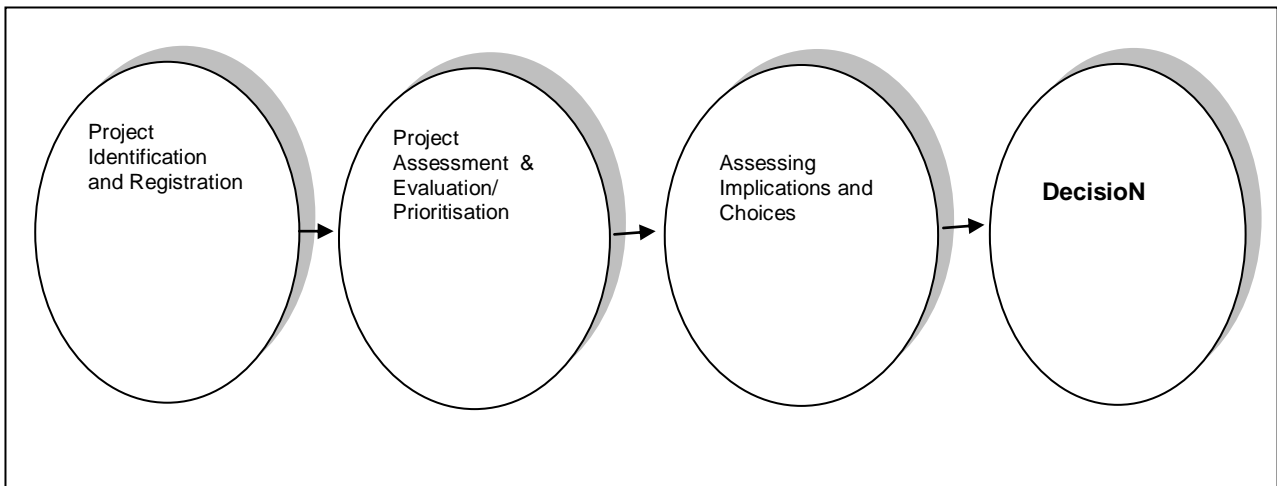 Project
Identification
and Registration
Project
Assessment &
Evaluation/
Prioritisation
Assessing
Implications and
Choices
DecisioN